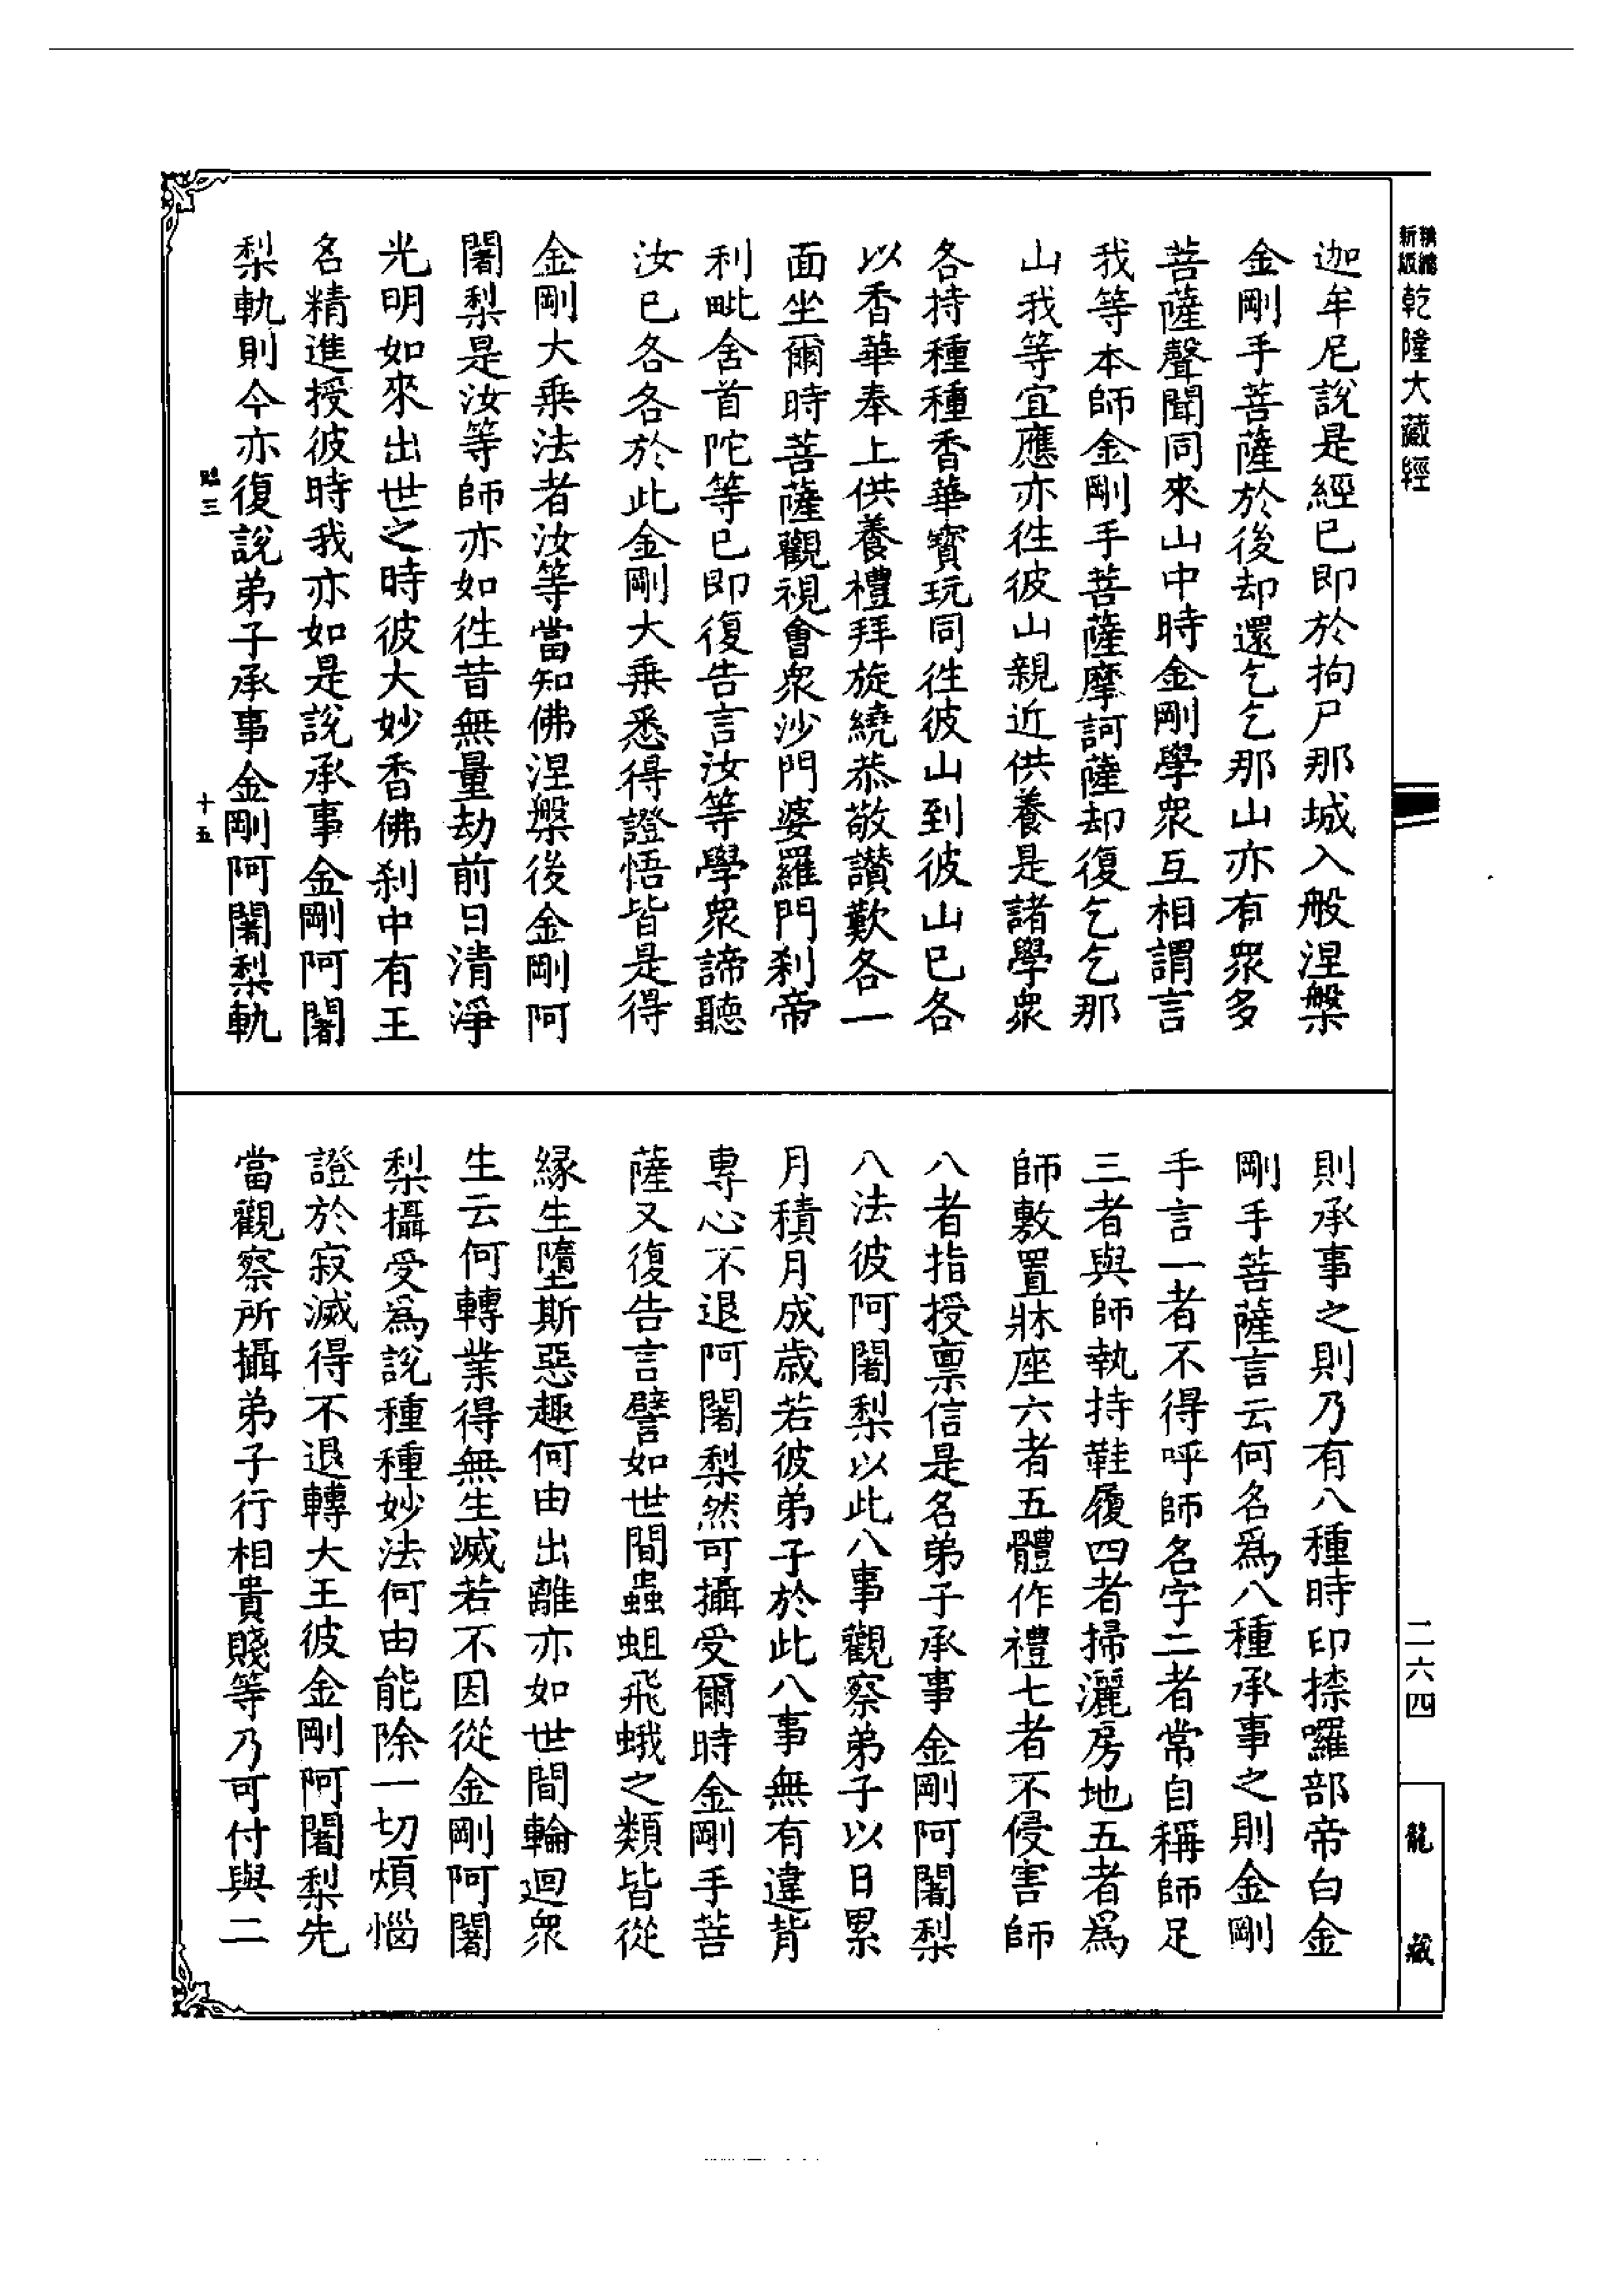 新編縮版乾隆大藏經
迦牟尼說是經已即於拘尸那城入般涅槃
金剛手菩薩於後却還乞乞那山亦有衆多
菩薩聲聞同來山中時金剛學衆互相謂言
我等本師金剛手菩薩摩訶薩却復乞乞那
山我等宜應亦徃彼山親近供養是諸學衆
各持種種香華寳玩同徃彼山到彼山已各
以香華奉上供養禮拜旋繞恭敬讃歎各一
面坐爾時菩薩觀視會衆沙門婆羅門刹帝
利毗舍首陀等已即復告言汝等學衆諦聽
汝已各各於此金剛大乗悉得證悟皆是得
金剛大乗法者汝等當知佛涅槃後金剛阿
闍梨是汝等師亦如徃昔無量劫前日清淨
光明如來出世之時彼大妙香佛刹中有王
名精進授彼時我亦如是說承事金剛阿闍
梨軌則今亦復說弟子承事金剛阿闍梨軌
三
十五
則承事之則乃有八種時印捺囉部帝白金
剛手菩薩言云何名爲八種承事之則金剛
手言一者不得呼師名字二者常自稱師足
三者與師執持鞋履四者掃灑房地五者爲
師敷置牀座六者五體作禮七者不侵害師
八者指授禀信是名弟子承事金剛阿闍梨
八法彼阿闍梨以此八事觀察弟子以日累
月積月成歲若彼弟子於此八事無有違背
專心不退阿闍梨然可攝受爾時金剛手菩
薩又復告言譬如世間蟲蛆飛蛾之類皆從
緣生墮斯惡趣何由出離亦如世間輪迴衆
生云何轉業得無生滅若不因從金剛阿闍
梨攝受爲說種種妙法何由能除一切煩惱
證於寂滅得不退轉大王彼金剛阿闍梨先
當觀察所攝弟子行相貴賤等乃可付與二
二六四
龍藏